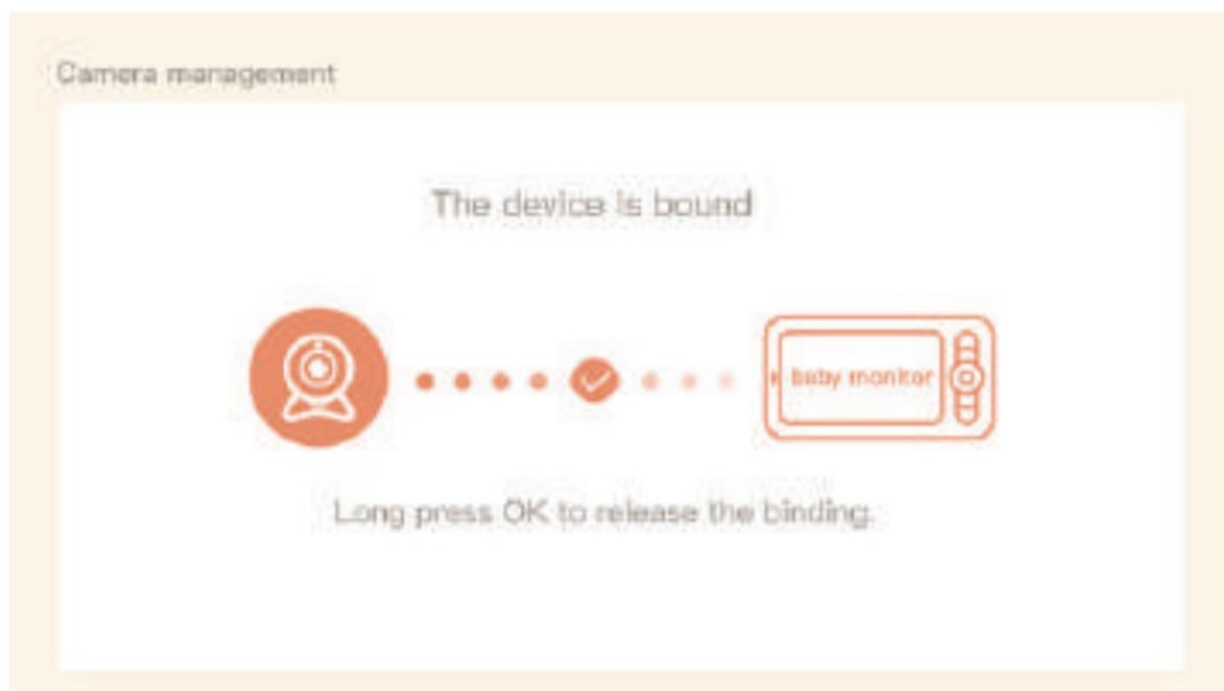 Camera management
The device is bound
baby monitor
Long press OK to release the binding.